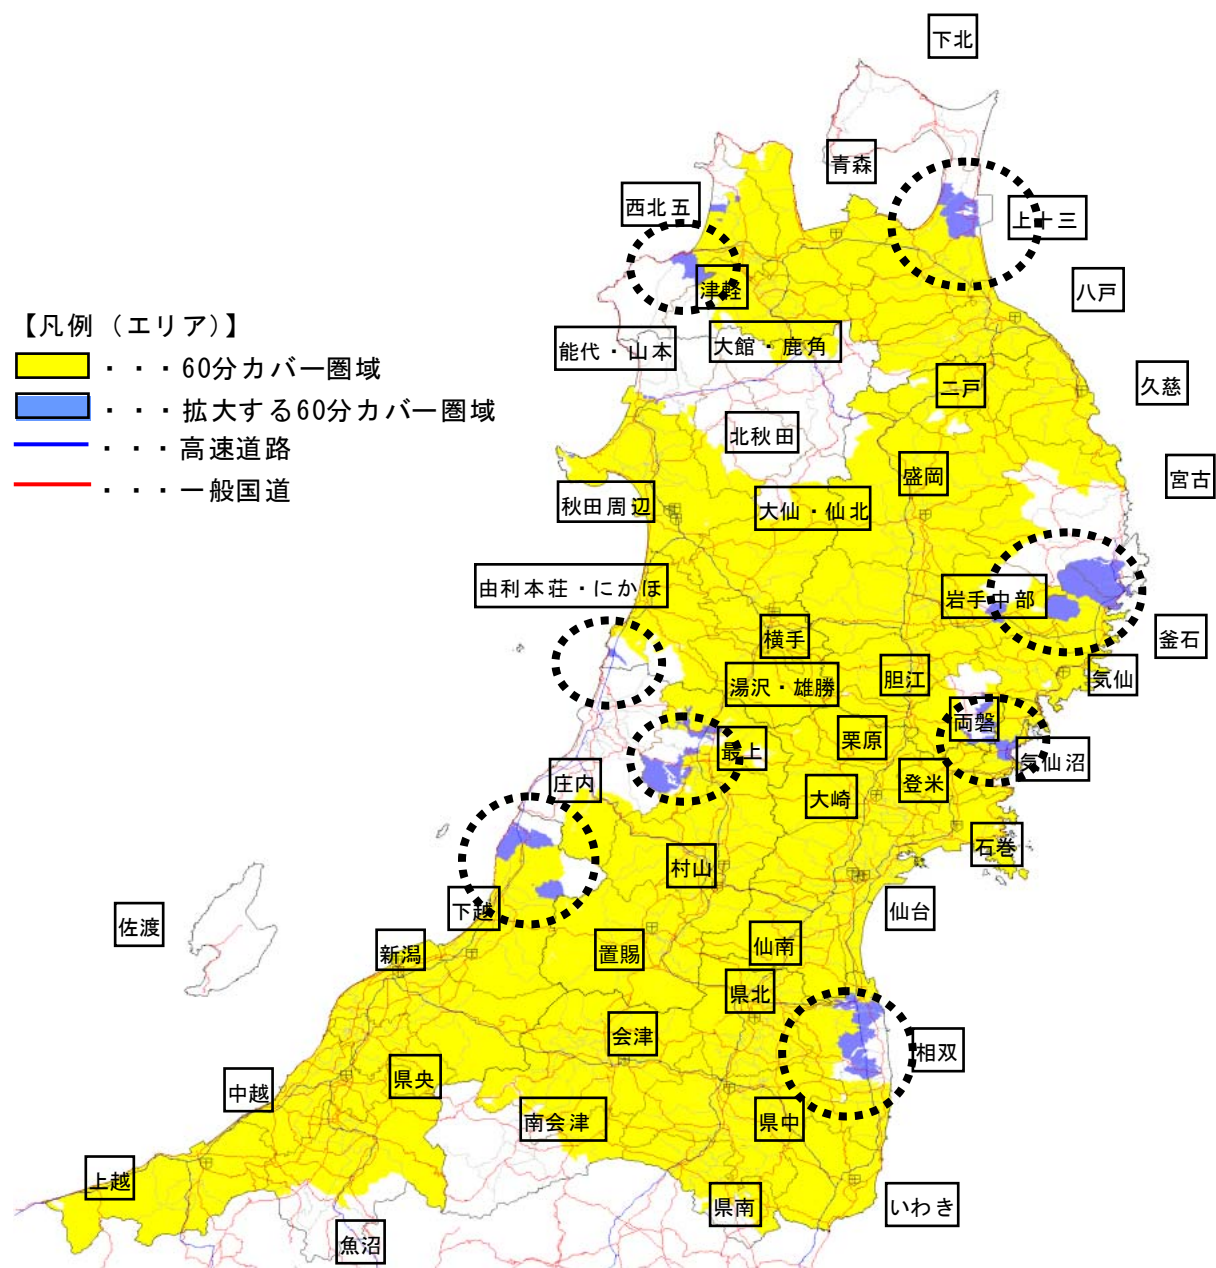 下北
青森
西北五
上十三
津軽
八戸
【凡例（エリア）】
能代・山本
大館・鹿角
・・・60分カバー圏域
二戸
久慈
・・・拡大する60分カバー圏域
北秋田
・・・高速道路
盛岡
宮古
・・・一般国道
秋田周辺
大仙・仙北
由利本荘・にかほ
岩手中部
横手
釜石
湯沢・雄勝
胆江
気仙
両磐
栗原
最上
気仙沼
庄内
登米
大崎
石巻
村山
下越
仙台
佐渡
新潟
置賜
仙南
県北
会津
相双
県央
中越
南会津
県中
上越
県南
いわき
魚沼